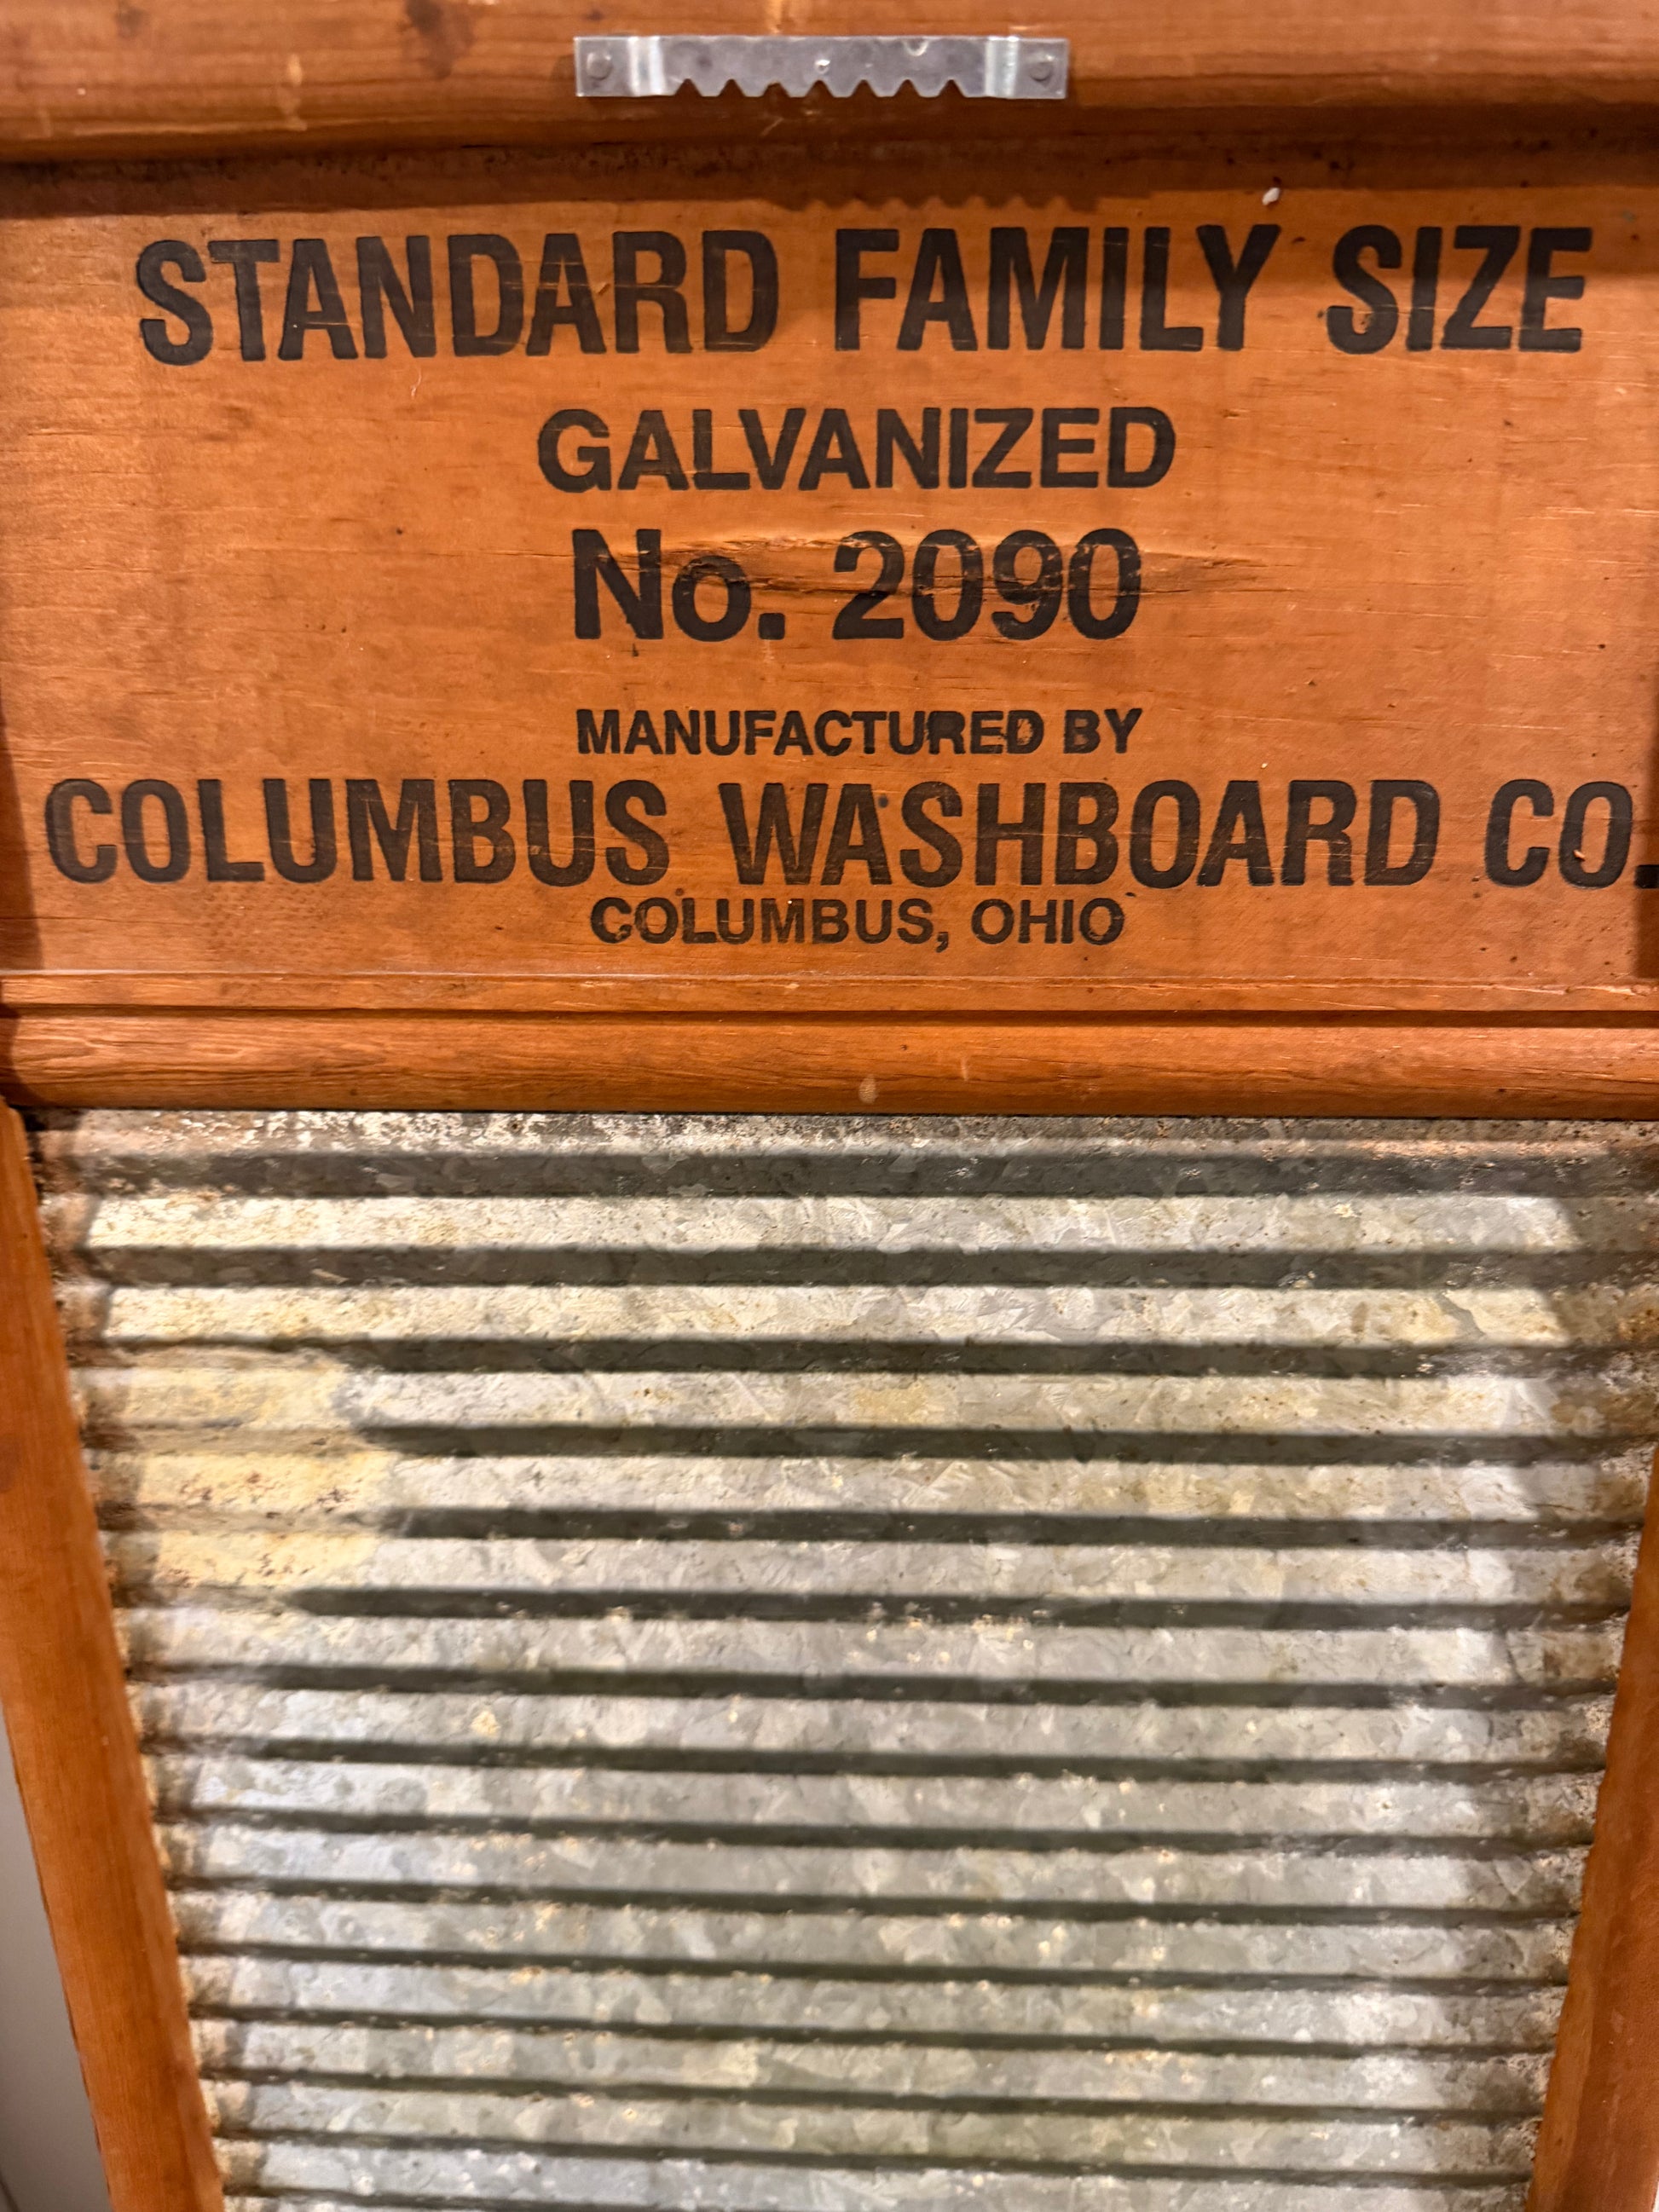 STANDARD FAMILY SIZE
GALVANIZED
No. 2090
MANUFACTURED BY
COLUMBUS WASHBOARD CO.
COLUMBUS, OHIO